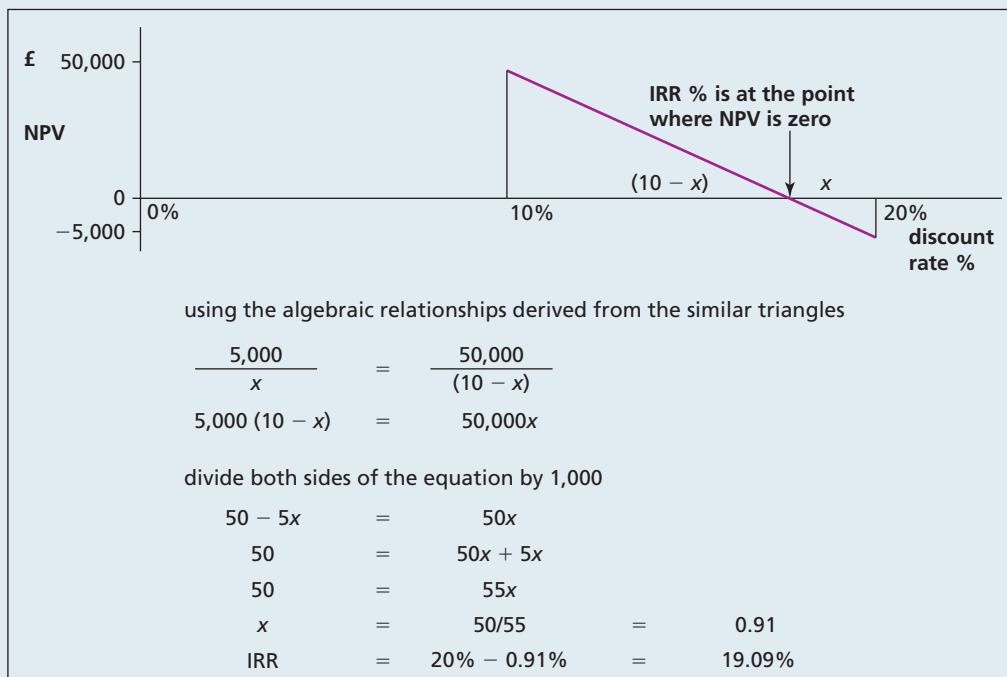 £ 50,000
IRR % is at the point
where NPV is zero
NPV
(10 − x) x
0
0% 10% 20%
−5,000
discount
rate %
using the algebraic relationships derived from the similar triangles
5,000 50,000
x = (10 − x)
5,000 (10 − x) = 50,000x
divide both sides of the equation by 1,000
50 − 5x = 50x
50 = 50x + 5x
50 = 55x
x = 50/55 = 0.91
IRR = 20% − 0.91% = 19.09%